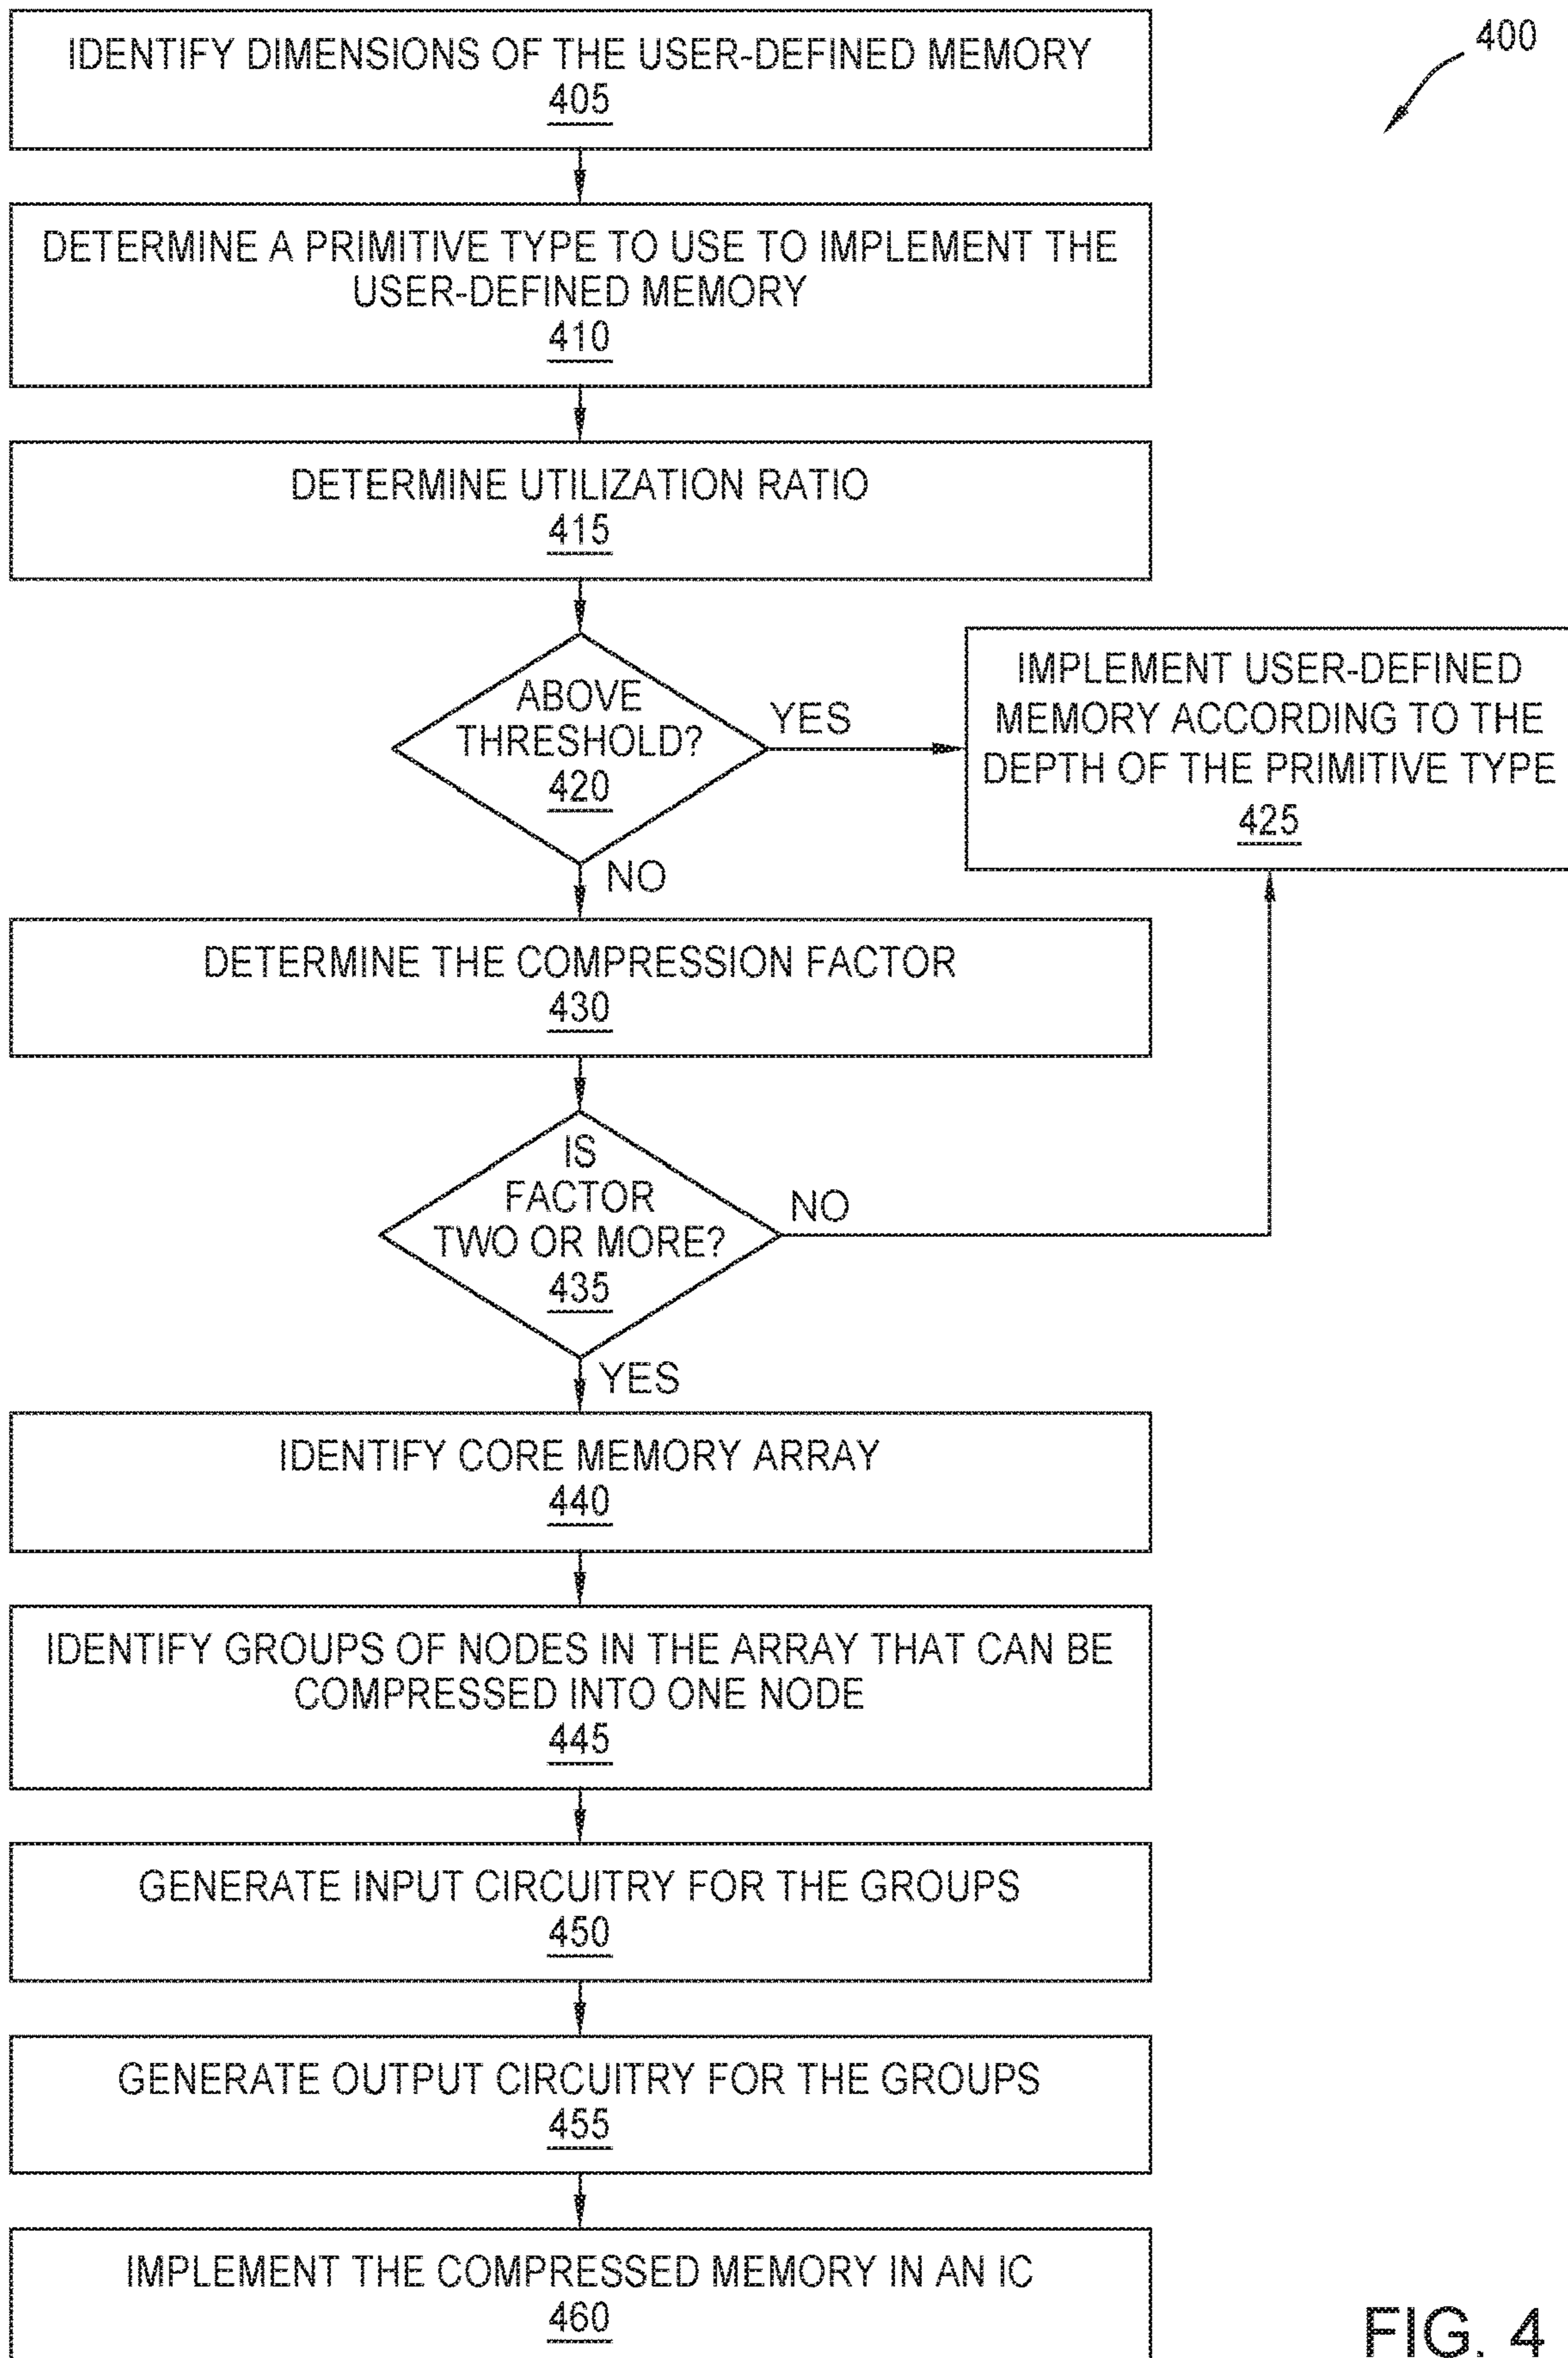 400
IDENTIFY DIMENSIONS OF THE USER-DEFINED MEMORY
405
DETERMINE A PRIMITIVE TYPE TO USE TO IMPLEMENT THE
USER-DEFINED MEMORY
410
DETERMINE UTILIZATION RATIO
415
ABOVE
THRESHOLD?
420
YES
IMPLEMENT USER-DEFINED
MEMORY ACCORDING TO THE
DEPTH OF THE PRIMITIVE TYPE
425
NO
DETERMINE THE COMPRESSION FACTOR
430
IS
FACTOR
TWO OR MORE?
435
NO
YES
IDENTIFY CORE MEMORY ARRAY
440
IDENTIFY GROUPS OF NODES IN THE ARRAY THAT CAN BE
COMPRESSED INTO ONE NODE
445
GENERATE INPUT CIRCUITRY FOR THE GROUPS
450
GENERATE OUTPUT CIRCUITRY FOR THE GROUPS
455
IMPLEMENT THE COMPRESSED MEMORY IN AN IC
460
FIG. 4